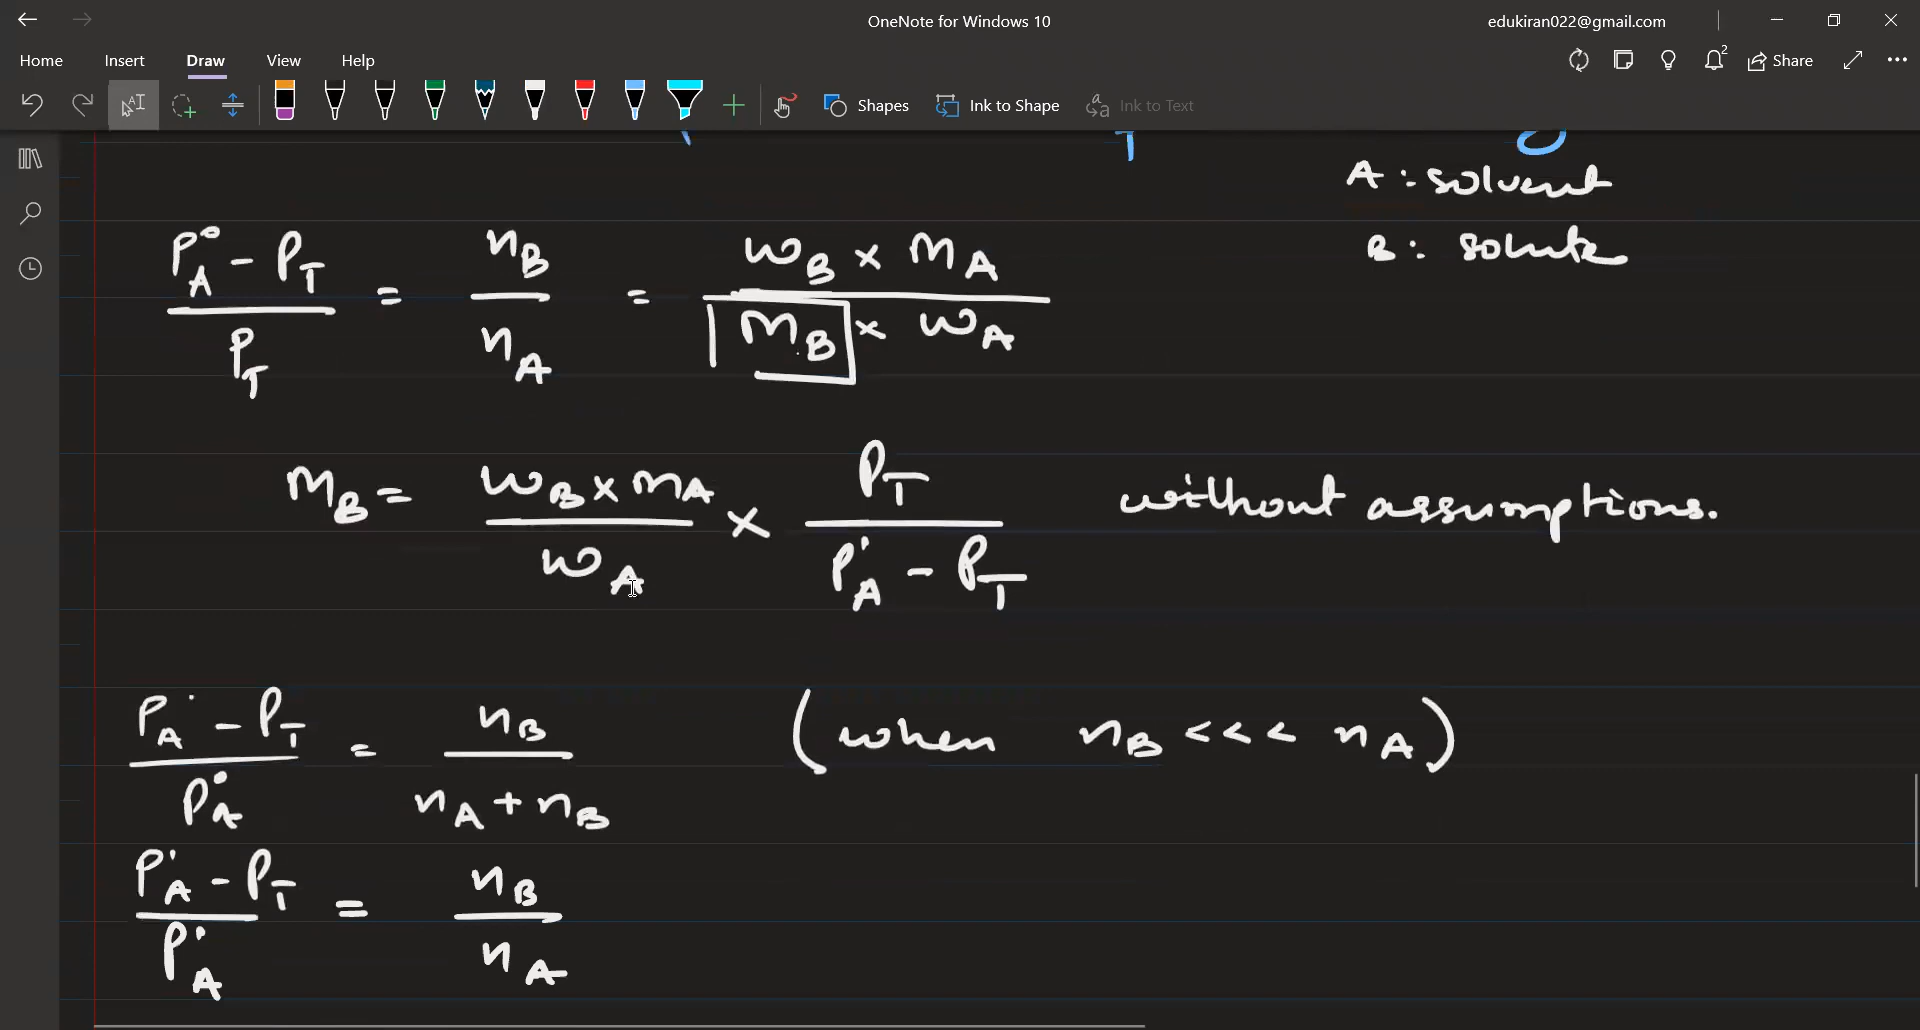 OneNote for Windows 10
edukiran022@gmail.com
Home Insert Draw View Help
Share
Shapes Ink to Shape Ink to Text
A : solvent
B : solute
(P°A - PT) / PT = nB / nA = (wB × mA) / (mB × wA)
mB = (wB × mA) / wA × PT / (P°A - PT) without assumptions.
(P°A - PT) / P°A = nB / (nA + nB) (when nB <<< nA)
(P°A - PT) / P°A = nB / nA